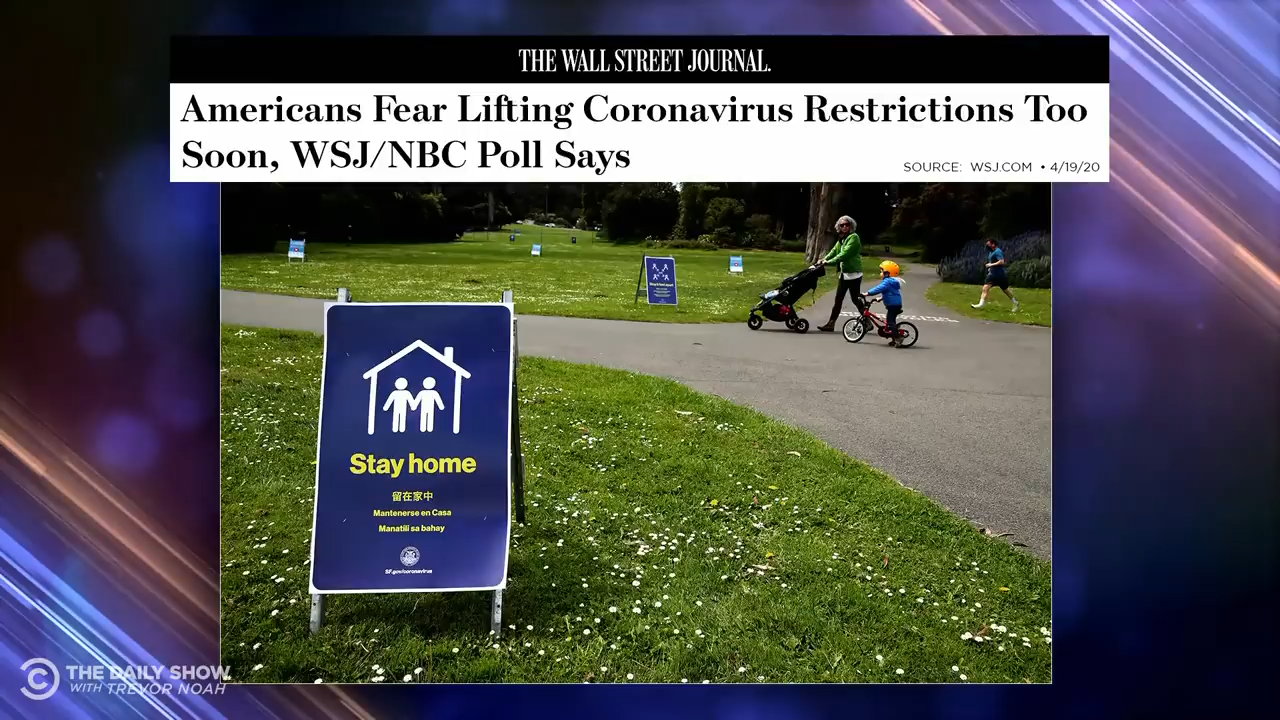 THE WALL STREET JOURNAL.
Americans Fear Lifting Coronavirus Restrictions Too
Soon, WSJ/NBC Poll Says
SOURCE: WSJ.COM • 4/19/20
Stay home
留在家中
Mantenerse en Casa
Manatili sa bahay
SF.gov/coronavirus
THE DAILY SHOW
WITH TREVOR NOAH